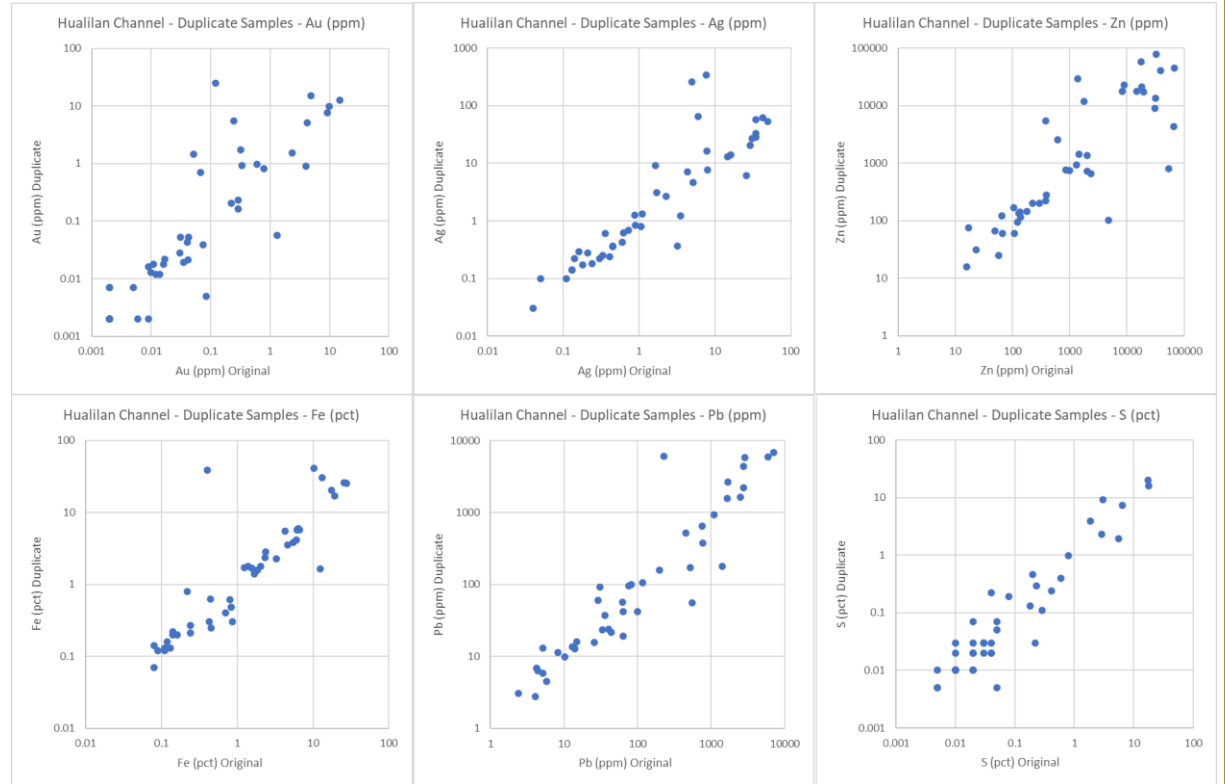 Hualilan Channel - Duplicate Samples - Au (ppm)
100
10
1
0.1
0.01
0.001
0.001 0.01 0.1 1 10 100
Au (ppm) Duplicate
Au (ppm) Original
Hualilan Channel - Duplicate Samples - Ag (ppm)
1000
100
10
1
0.1
0.01
0.01 0.1 1 10 100
Ag (ppm) Duplicate
Ag (ppm) Original
Hualilan Channel - Duplicate Samples - Zn (ppm)
100000
10000
1000
100
10
1
1 10 100 1000 10000 100000
Zn (ppm) Duplicate
Zn (ppm) Original
Hualilan Channel - Duplicate Samples - Fe (pct)
100
10
1
0.1
0.01
0.01 0.1 1 10 100
Fe (pct) Duplicate
Fe (pct) Original
Hualilan Channel - Duplicate Samples - Pb (ppm)
10000
1000
100
10
1
1 10 100 1000 10000
Pb (ppm) Duplicate
Pb (ppm) Original
Hualilan Channel - Duplicate Samples - S (pct)
100
10
1
0.1
0.01
0.001
0.001 0.01 0.1 1 10 100
S (pct) Duplicate
S (pct) Original